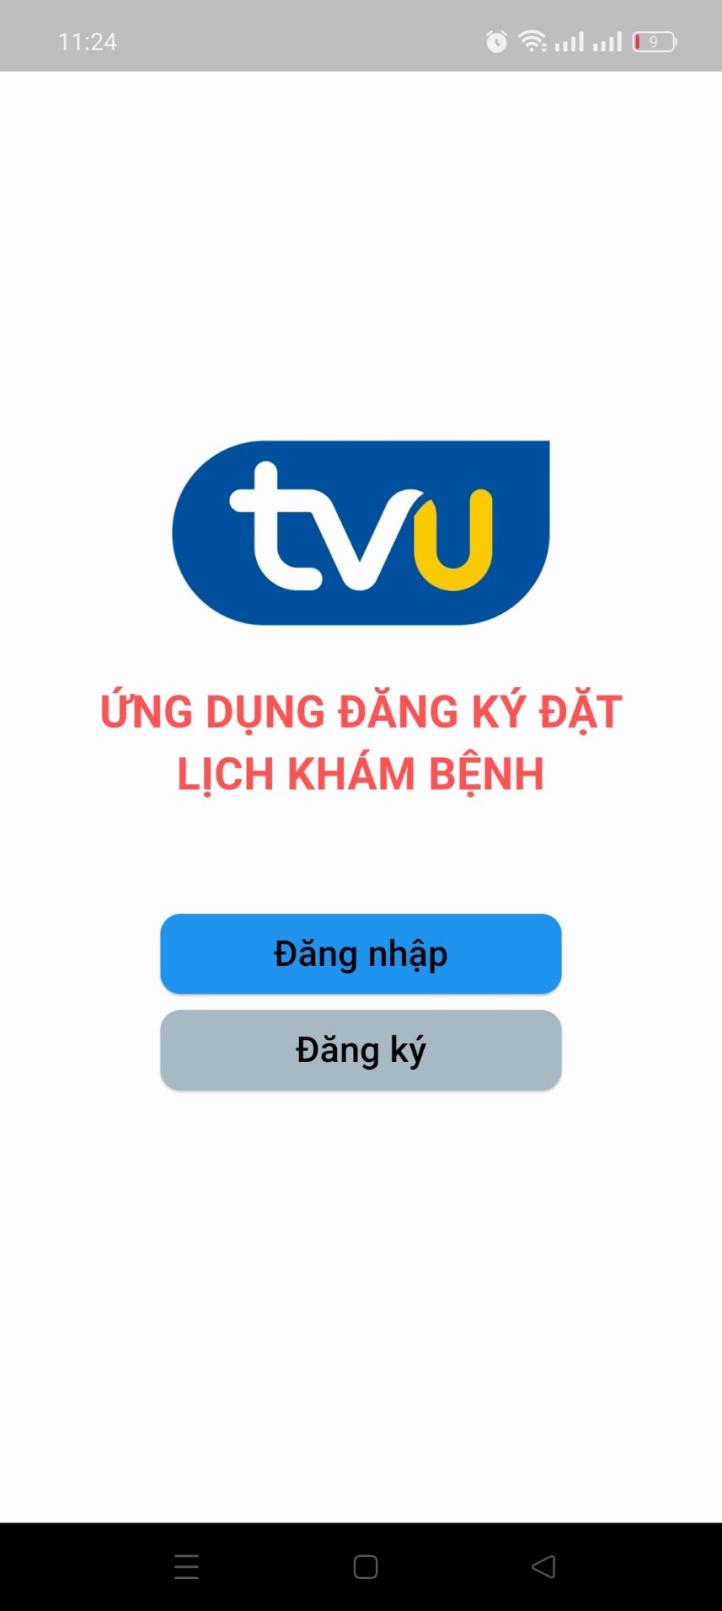 11:24
9
tvu
ỨNG DỤNG ĐĂNG KÝ ĐẶT
LỊCH KHÁM BỆNH
Đăng nhập
Đăng ký